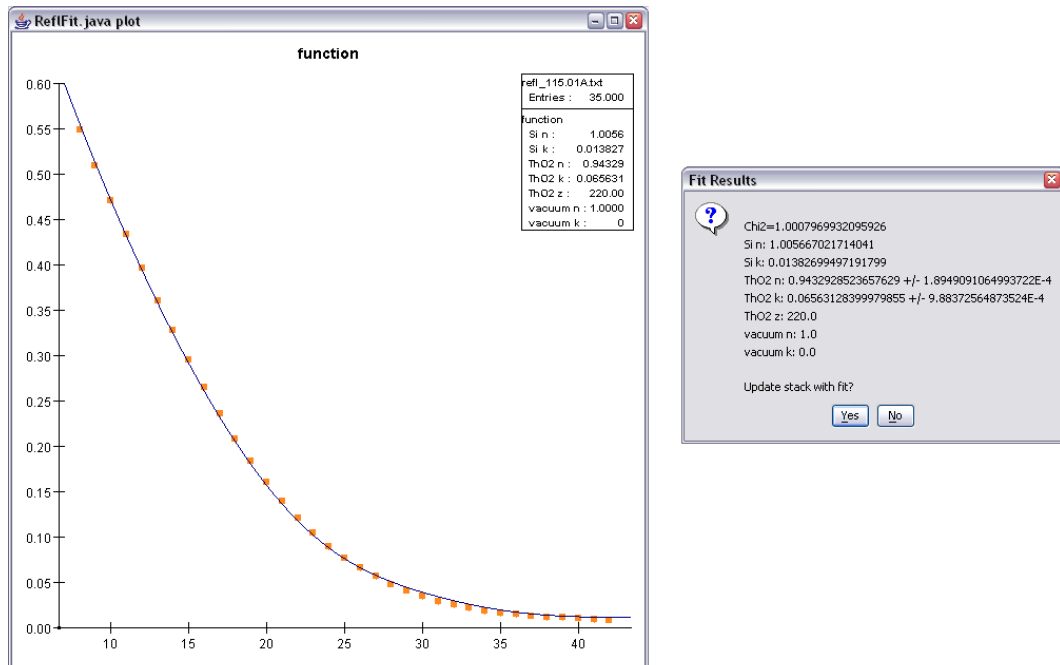 ReflFit.java plot
function
0.60
0.55
0.50
0.45
0.40
0.35
0.30
0.25
0.20
0.15
0.10
0.05
0.00
10
15
20
25
30
35
40
refl_115.01A.txt
Entries : 35.000
function
Si n : 1.0056
Si k : 0.013827
ThO2 n : 0.94329
ThO2 k : 0.065631
ThO2 z : 220.00
vacuum n : 1.0000
vacuum k : 0
Fit Results
?
Chi2=1.0007969932095926
Si n: 1.005667021714041
Si k: 0.01382699497191799
ThO2 n: 0.9432928523657629 +/- 1.8949091064993722E-4
ThO2 k: 0.06563128399979855 +/- 9.88372564873524E-4
ThO2 z: 220.0
vacuum n: 1.0
vacuum k: 0.0
Update stack with fit?
Yes
No